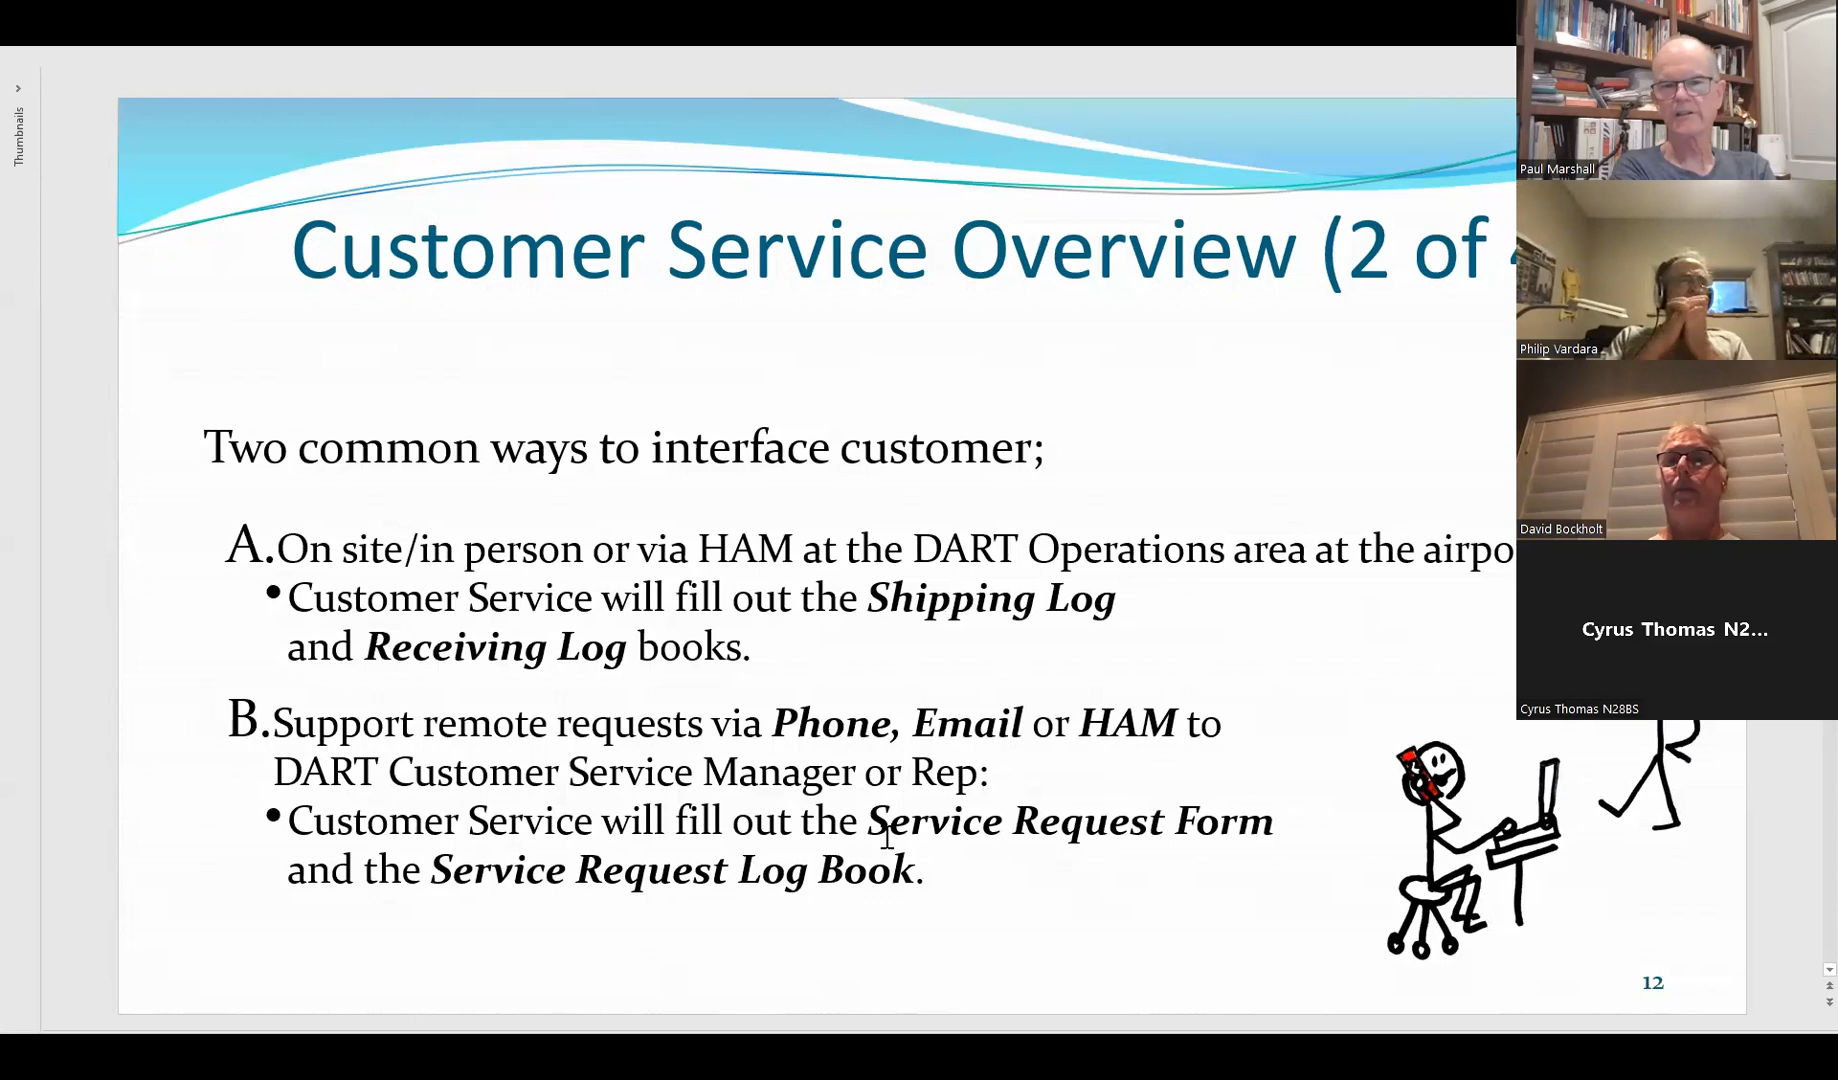 Thumbnails
Customer Service Overview (2 of
Two common ways to interface customer;
A.On site/in person or via HAM at the DART Operations area at the airpo
•Customer Service will fill out the Shipping Log
and Receiving Log books.
B.Support remote requests via Phone, Email or HAM to
DART Customer Service Manager or Rep:
•Customer Service will fill out the Service Request Form
and the Service Request Log Book.
12
Paul Marshall
Philip Vardara
David Bockholt
Cyrus Thomas N2...
Cyrus Thomas N28BS